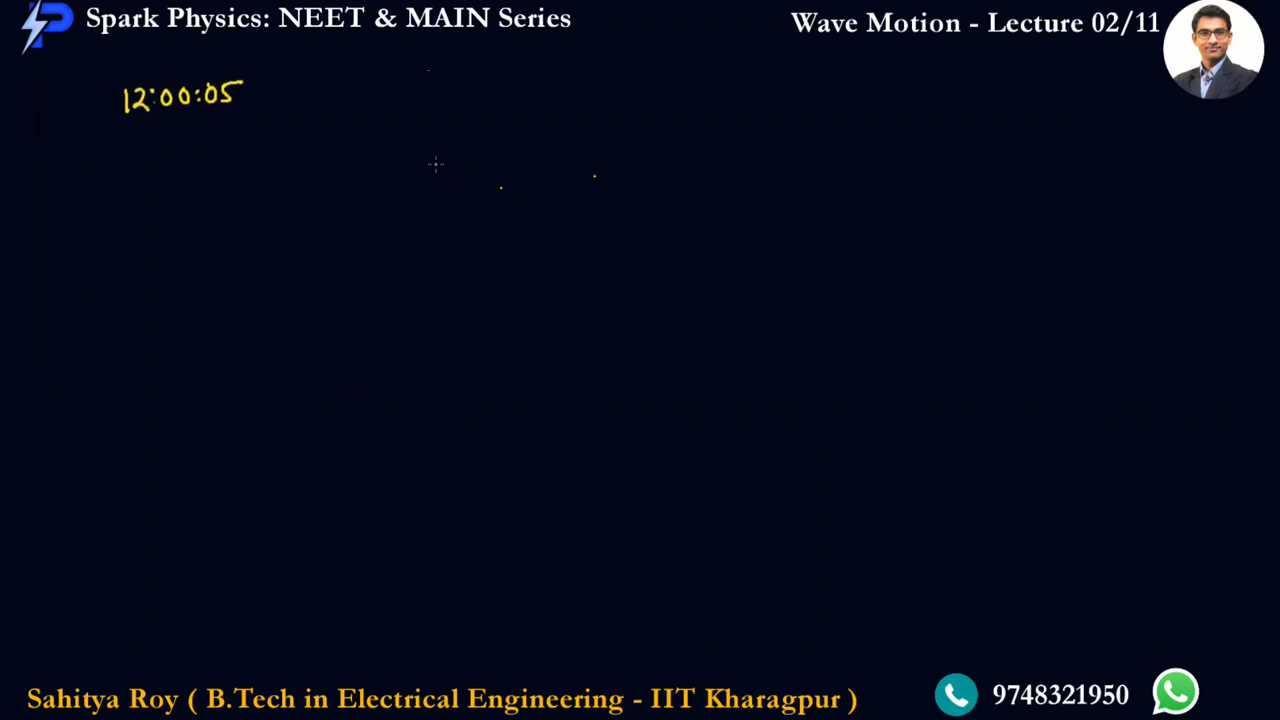 Spark Physics: NEET & MAIN Series
Wave Motion - Lecture 02/11
12:00:05
Sahitya Roy ( B.Tech in Electrical Engineering - IIT Kharagpur )
9748321950